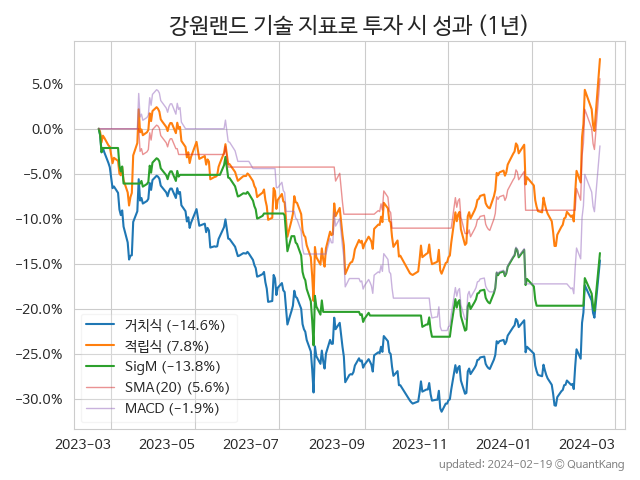 강원랜드 기술 지표로 투자 시 성과 (1년)
5.0%
0.0%
−5.0%
−10.0%
−15.0%
−20.0%
−25.0%
−30.0%
거치식 (−14.6%)
적립식 (7.8%)
SigM (−13.8%)
SMA(20) (5.6%)
MACD (−1.9%)
2023-03 2023-05 2023-07 2023-09 2023-11 2024-01 2024-03
updated: 2024-02-19 © QuantKang